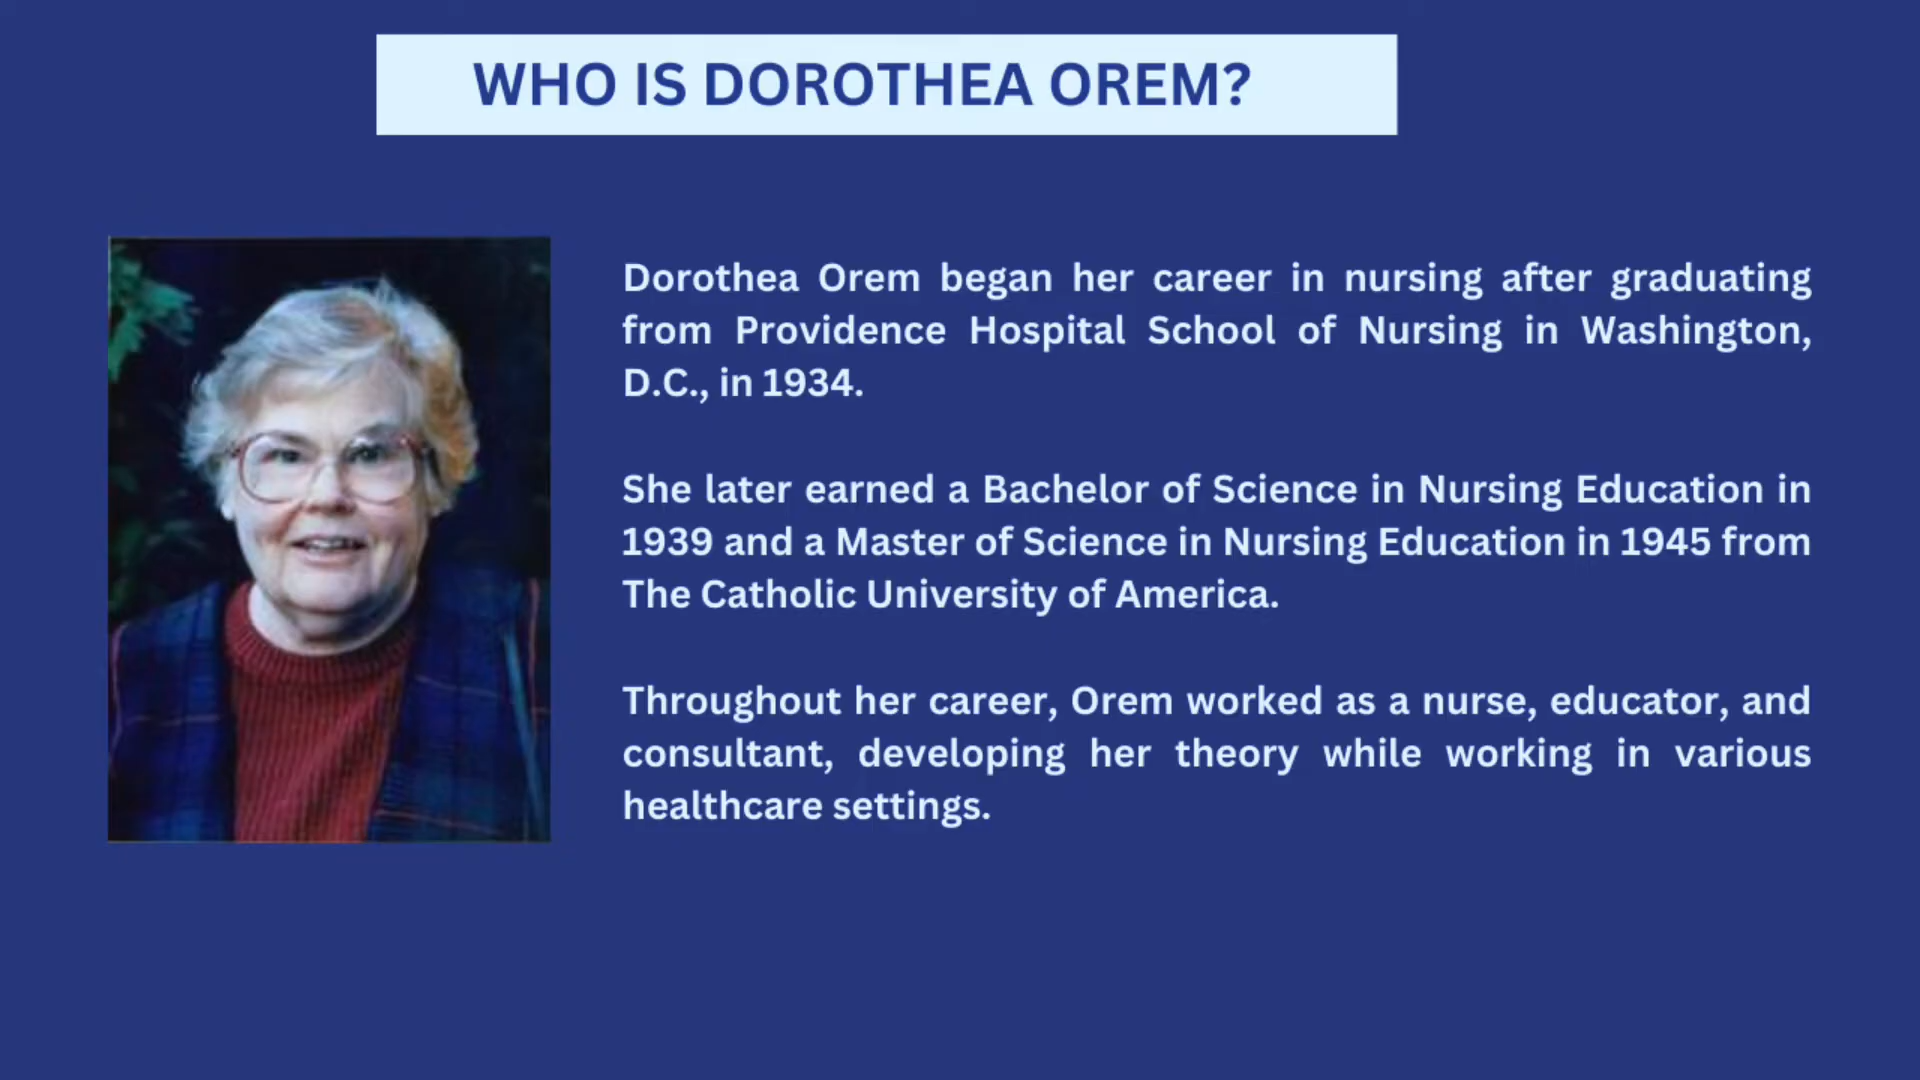 WHO IS DOROTHEA OREM?
Dorothea Orem began her career in nursing after graduating
from Providence Hospital School of Nursing in Washington,
D.C., in 1934.
She later earned a Bachelor of Science in Nursing Education in
1939 and a Master of Science in Nursing Education in 1945 from
The Catholic University of America.
Throughout her career, Orem worked as a nurse, educator, and
consultant, developing her theory while working in various
healthcare settings.